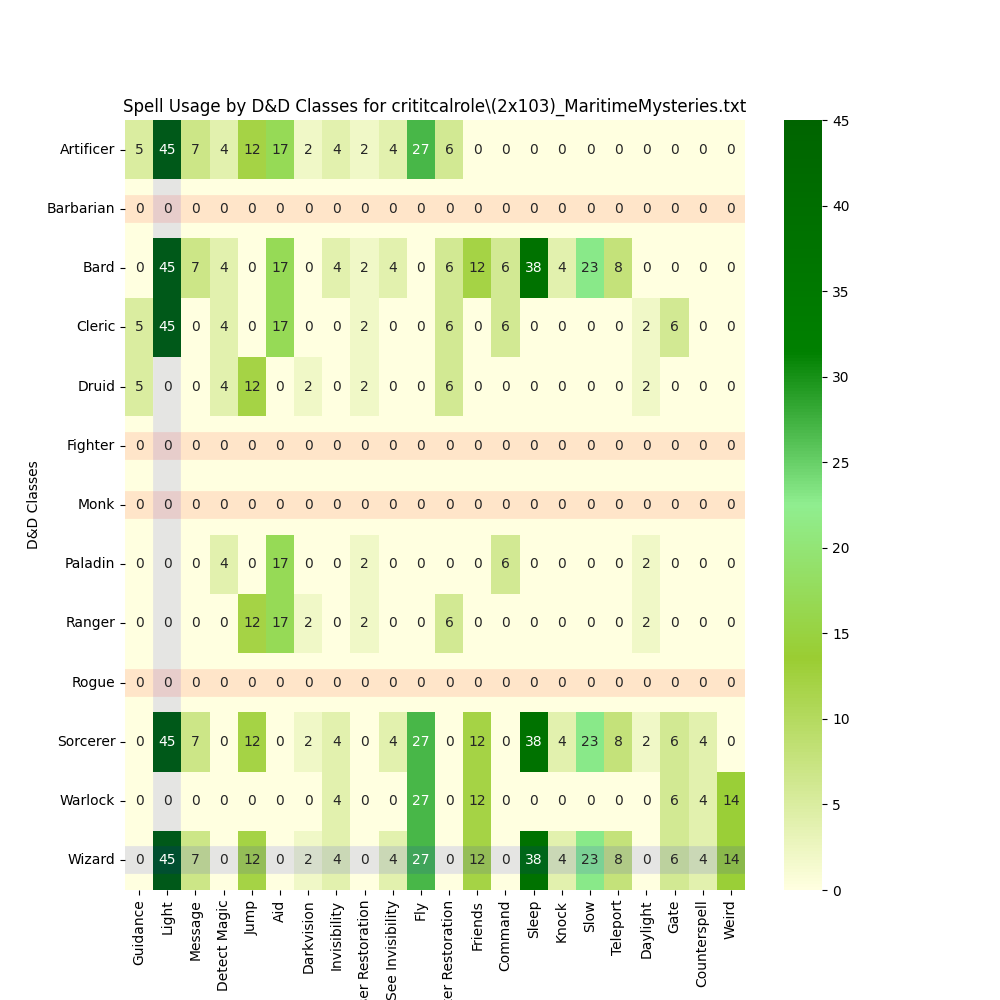 Spell Usage by D&D Classes for crititcalrole\(2x103)_MaritimeMysteries.txt
D&D Classes
Artificer 5 45 7 4 12 17 2 4 2 4 27 6 0 0 0 0 0 0 0 0 0 0
Barbarian 0 0 0 0 0 0 0 0 0 0 0 0 0 0 0 0 0 0 0 0 0 0
Bard 0 45 7 4 0 17 0 4 2 4 0 6 12 6 38 4 23 8 0 0 0 0
Cleric 5 45 0 4 0 17 0 0 2 0 0 6 0 6 0 0 0 0 2 6 0 0
Druid 5 0 0 4 12 0 2 0 2 0 0 6 0 0 0 0 0 0 2 0 0 0
Fighter 0 0 0 0 0 0 0 0 0 0 0 0 0 0 0 0 0 0 0 0 0 0
Monk 0 0 0 0 0 0 0 0 0 0 0 0 0 0 0 0 0 0 0 0 0 0
Paladin 0 0 0 4 0 17 0 0 2 0 0 0 0 6 0 0 0 0 2 0 0 0
Ranger 0 0 0 0 12 17 2 0 2 0 0 6 0 0 0 0 0 0 2 0 0 0
Rogue 0 0 0 0 0 0 0 0 0 0 0 0 0 0 0 0 0 0 0 0 0 0
Sorcerer 0 45 7 0 12 0 2 4 0 4 27 0 12 0 38 4 23 8 2 6 4 0
Warlock 0 0 0 0 0 0 0 4 0 0 27 0 12 0 0 0 0 0 0 6 4 14
Wizard 0 45 7 0 12 0 2 4 0 4 27 0 12 0 38 4 23 8 0 6 4 14
Guidance
Light
Message
Detect Magic
Jump
Aid
Darkvision
Invisibility
er Restoration
See Invisibility
Fly
er Restoration
Friends
Command
Sleep
Knock
Slow
Teleport
Daylight
Gate
Counterspell
Weird
45
40
35
30
25
20
15
10
5
0